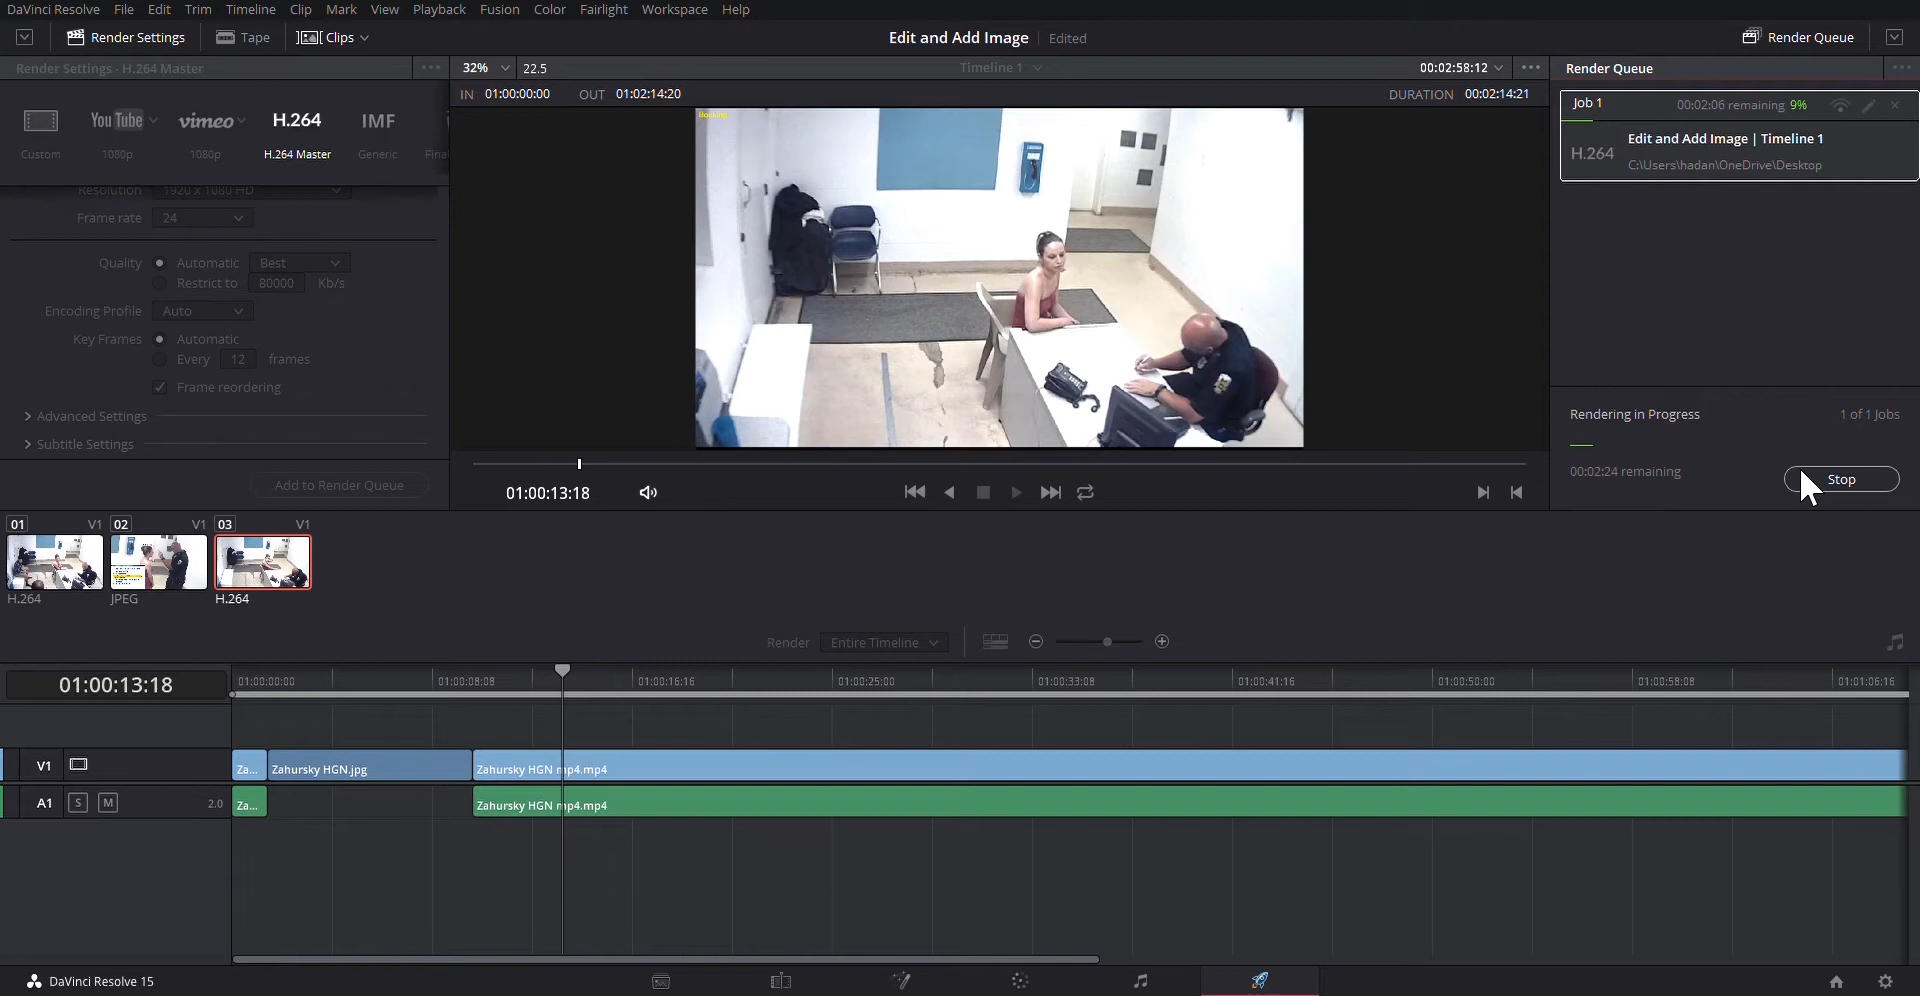 DaVinci Resolve File Edit Trim Timeline Clip Mark View Playback Fusion Color Fairlight Workspace Help
Render Settings Tape Clips
Edit and Add Image Edited
Render Queue
Render Settings - H.264 Master
32% 22.5 Timeline 1 00:02:58:12
Render Queue
IN 01:00:00:00 OUT 01:02:14:20 DURATION 00:02:14:21
YouTube vimeo H.264 IMF
Custom 1080p 1080p H.264 Master Generic Final
Resolution 1920 x 1080 HD
Frame rate 24
Quality Automatic Best
Restrict to 80000 Kb/s
Encoding Profile Auto
Key Frames Automatic
Every 12 frames
Frame reordering
Advanced Settings
Subtitle Settings
Add to Render Queue
Booking
01:00:13:18
Job 1 00:02:06 remaining 9%
Edit and Add Image | Timeline 1
H.264
C:\Users\hadan\OneDrive\Desktop
Rendering in Progress 1 of 1 Jobs
00:02:24 remaining Stop
01 V1 02 V1 03 V1
H.264 JPEG H.264
Render Entire Timeline
01:00:13:18
01:00:00:00 01:00:08:08 01:00:16:16 01:00:25:00 01:00:33:08 01:00:41:16 01:00:50:00 01:00:58:08 01:01:06:16
V1 Za... Zahursky HGN.jpg Zahursky HGN mp4.mp4
A1 S M 2.0 Za... Zahursky HGN mp4.mp4
DaVinci Resolve 15